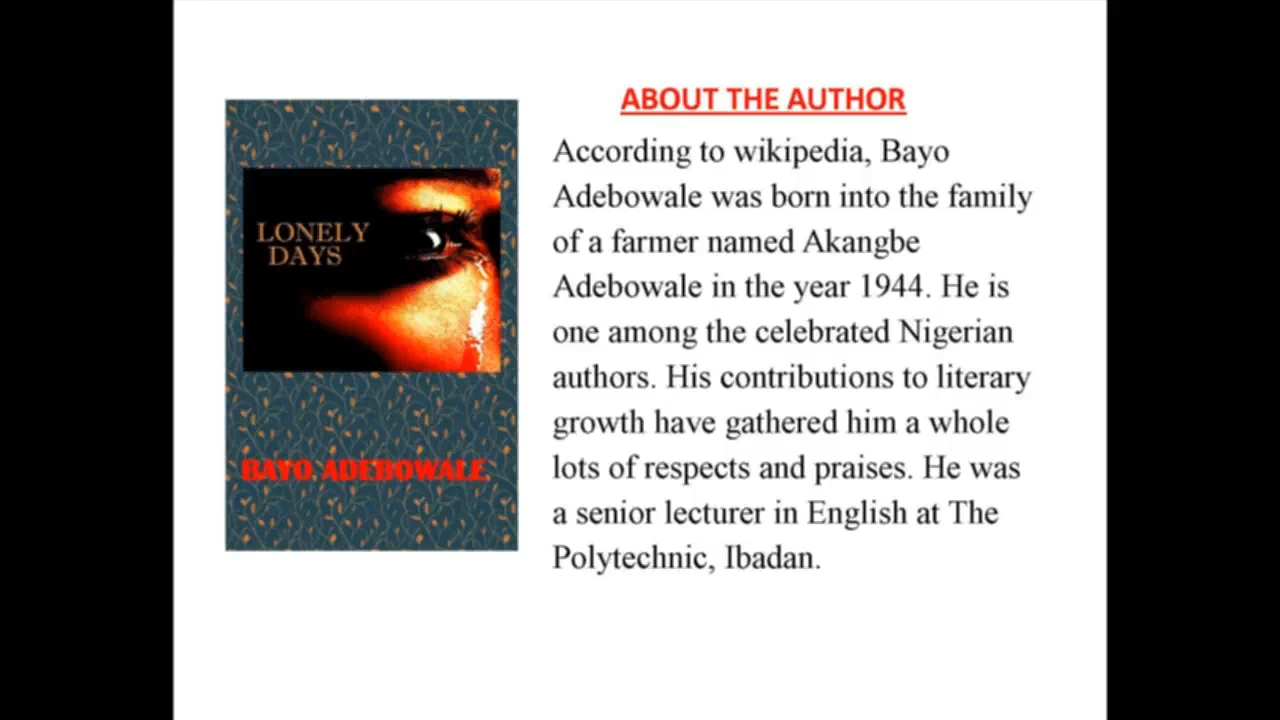 ABOUT THE AUTHOR
According to wikipedia, Bayo
Adebowale was born into the family
of a farmer named Akangbe
Adebowale in the year 1944. He is
one among the celebrated Nigerian
authors. His contributions to literary
growth have gathered him a whole
lots of respects and praises. He was
a senior lecturer in English at The
Polytechnic, Ibadan.
LONELY
DAYS
BAYO ADEBOWALE